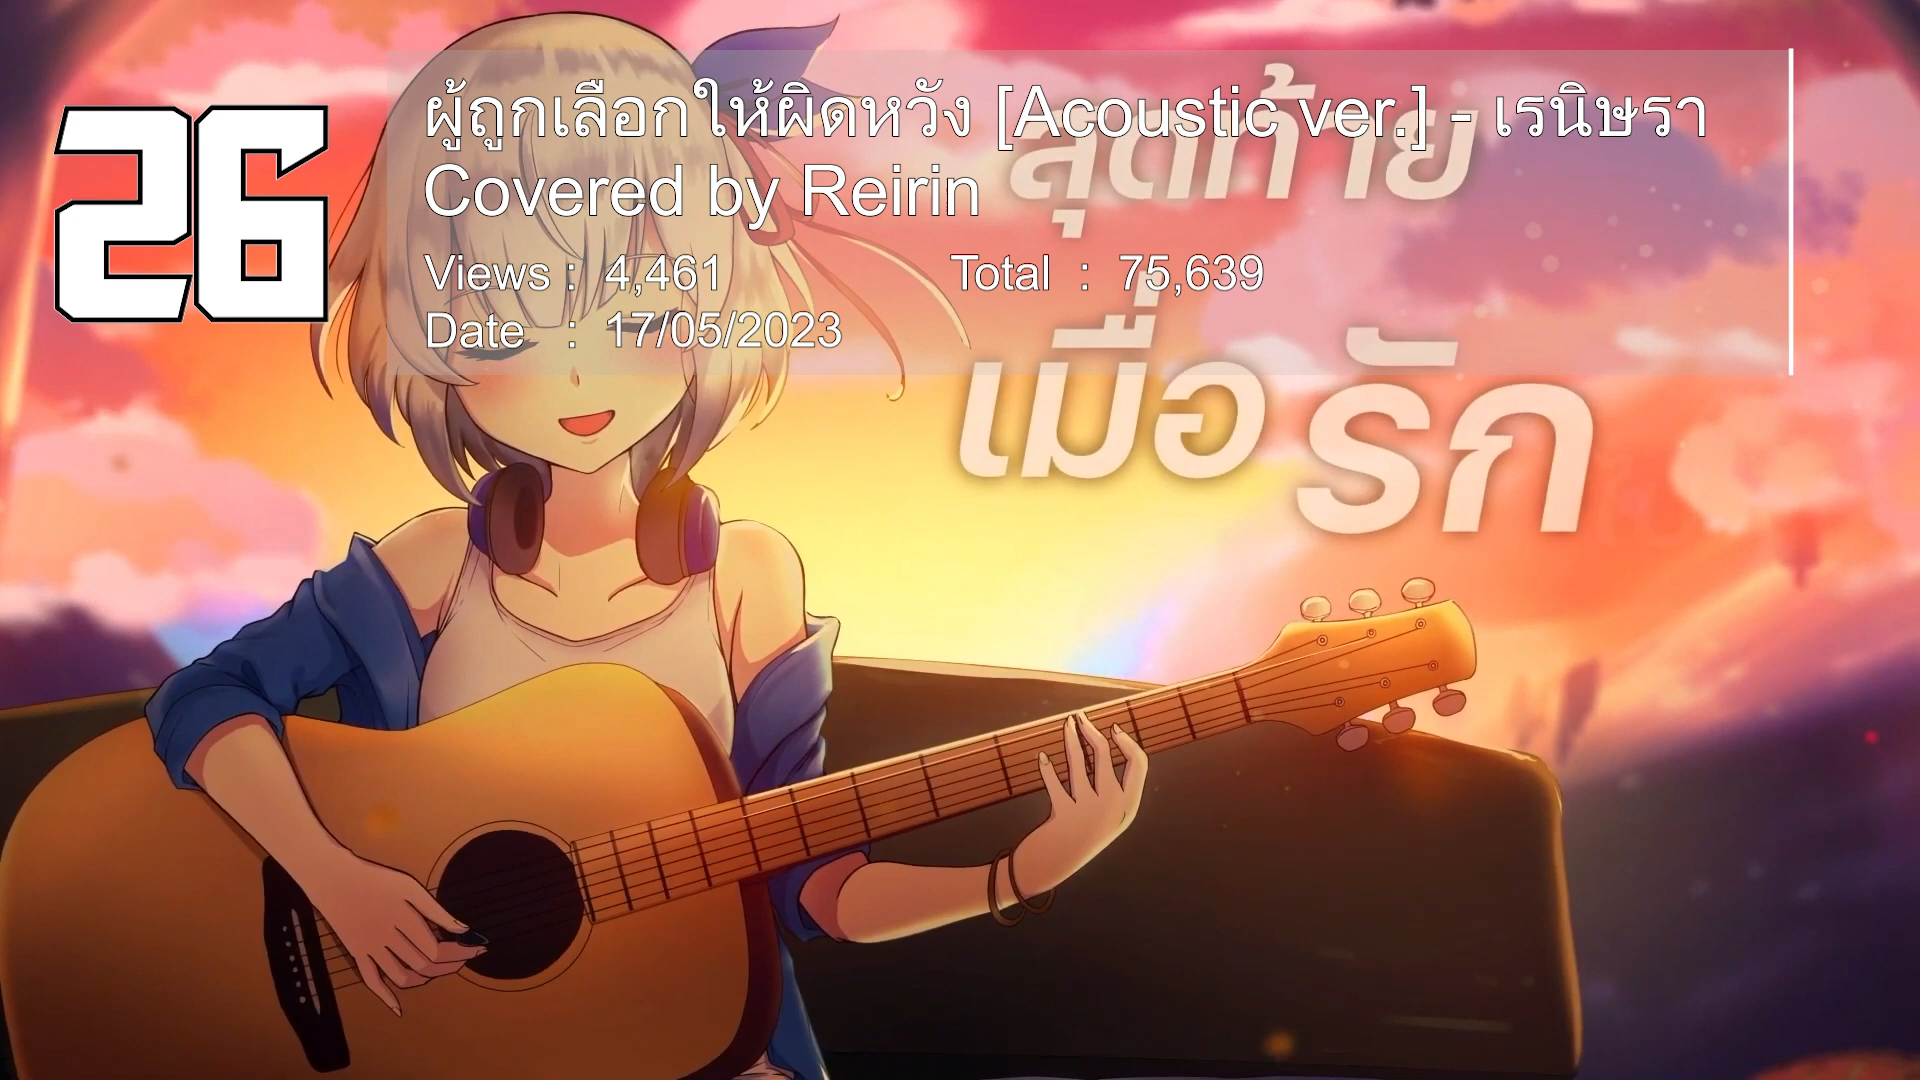 26
ผู้ถูกเลือกให้ผิดหวัง [Acoustic ver.] - เรนิษรา
Covered by Reirin
Views : 4,461 Total : 75,639
Date : 17/05/2023
สุดท้าย
เมื่อรัก